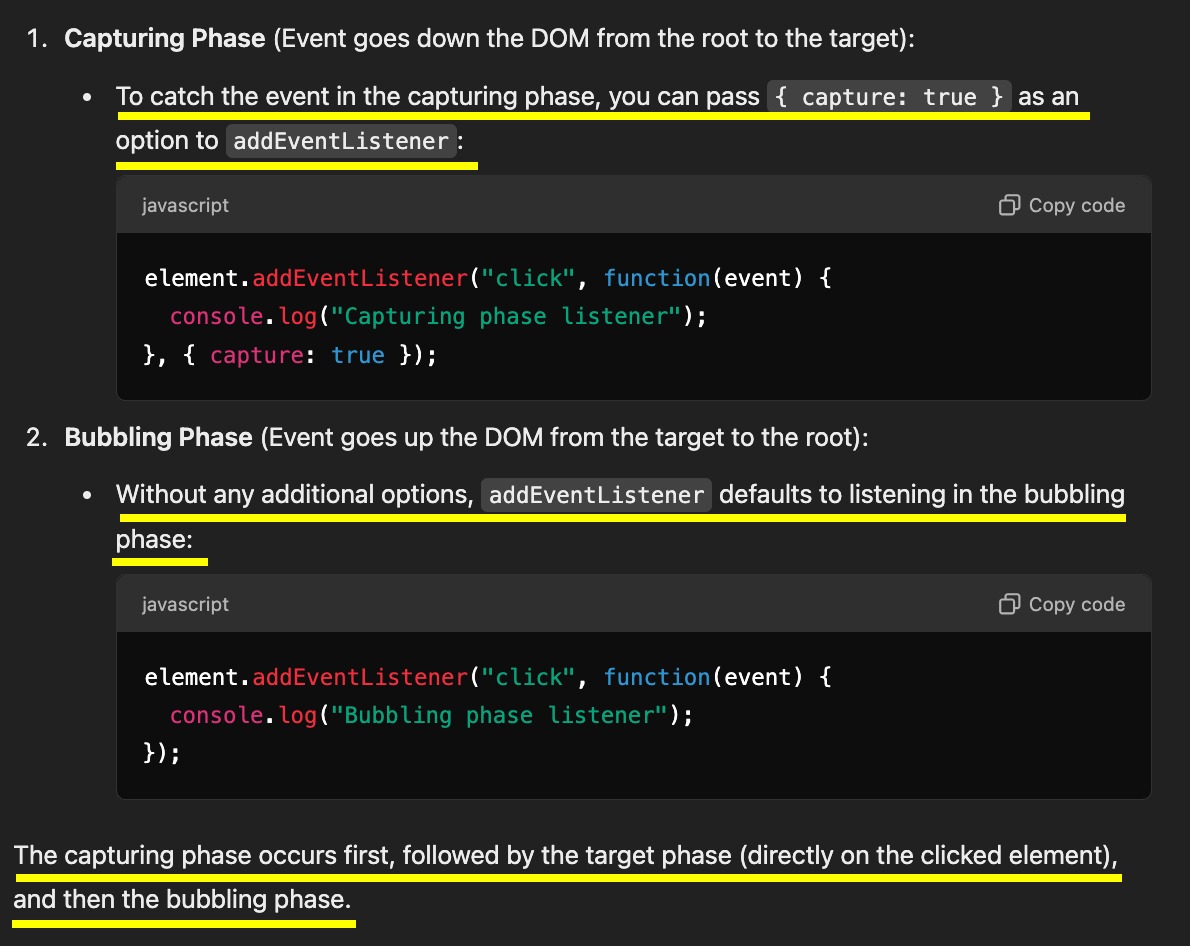 1. Capturing Phase (Event goes down the DOM from the root to the target):
• To catch the event in the capturing phase, you can pass { capture: true } as an
option to addEventListener :
javascript Copy code
element.addEventListener("click", function(event) {
  console.log("Capturing phase listener");
}, { capture: true });
2. Bubbling Phase (Event goes up the DOM from the target to the root):
• Without any additional options, addEventListener defaults to listening in the bubbling
phase:
javascript Copy code
element.addEventListener("click", function(event) {
  console.log("Bubbling phase listener");
});
The capturing phase occurs first, followed by the target phase (directly on the clicked element),
and then the bubbling phase.